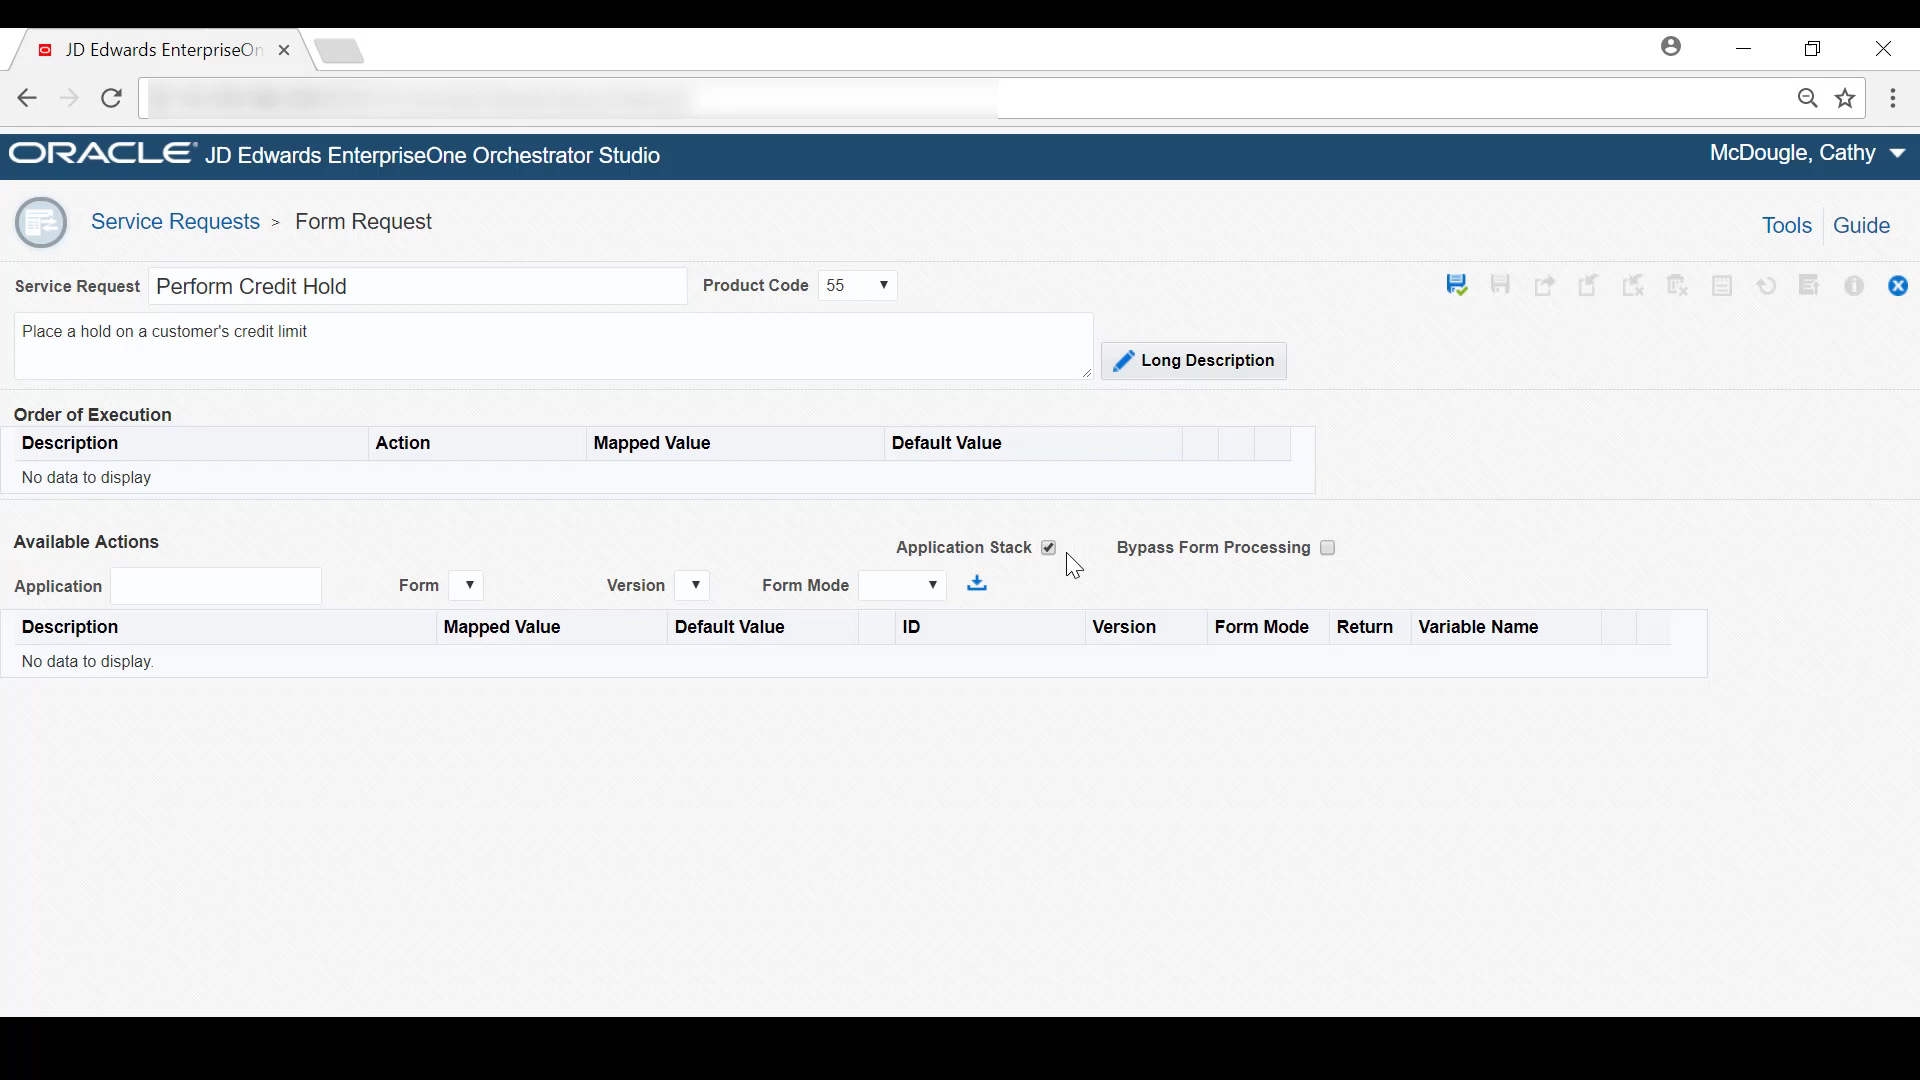 JD Edwards EnterpriseOn
ORACLE JD Edwards EnterpriseOne Orchestrator Studio
McDougle, Cathy
Service Requests > Form Request
Tools Guide
Service Request Perform Credit Hold Product Code 55
Place a hold on a customer's credit limit
Long Description
Order of Execution
Description Action Mapped Value Default Value
No data to display
Available Actions Application Stack Bypass Form Processing
Application Form Version Form Mode
Description Mapped Value Default Value ID Version Form Mode Return Variable Name
No data to display.